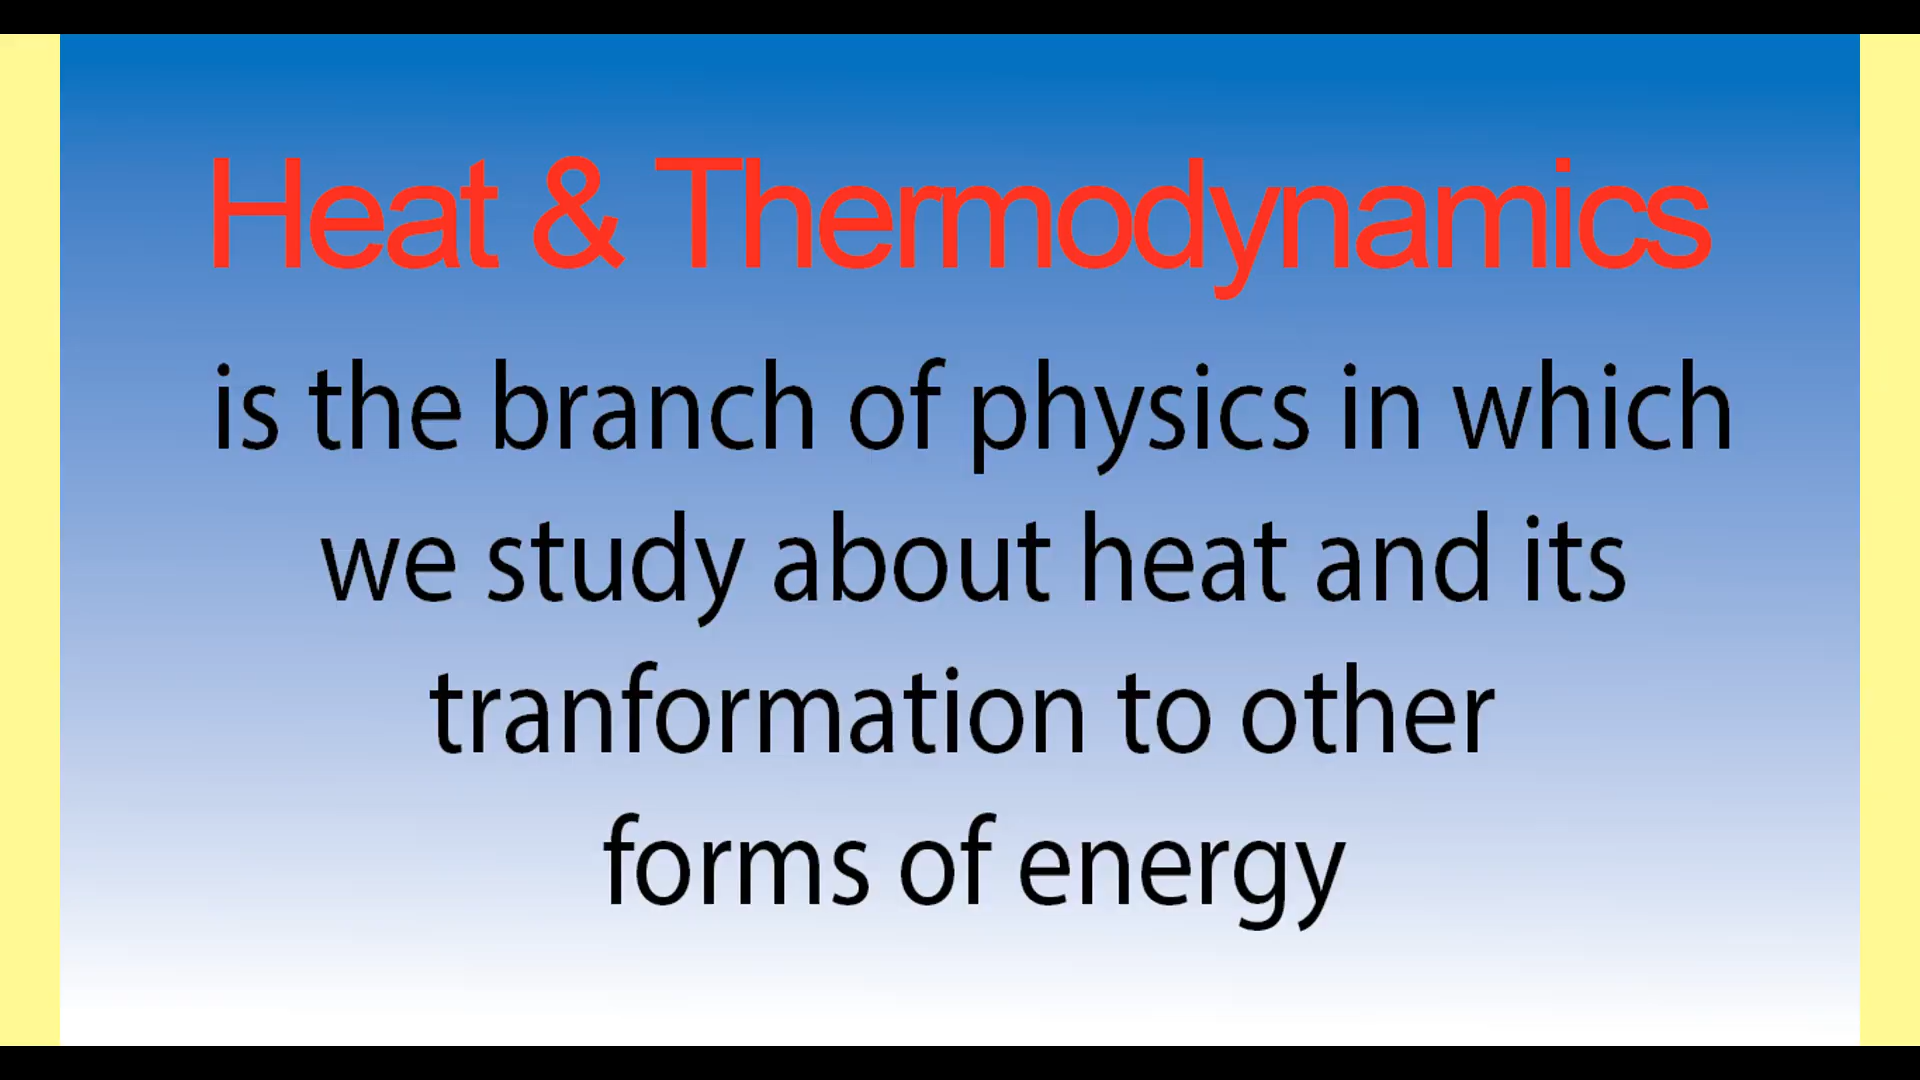 Heat & Thermodynamics
is the branch of physics in which
we study about heat and its
tranformation to other
forms of energy